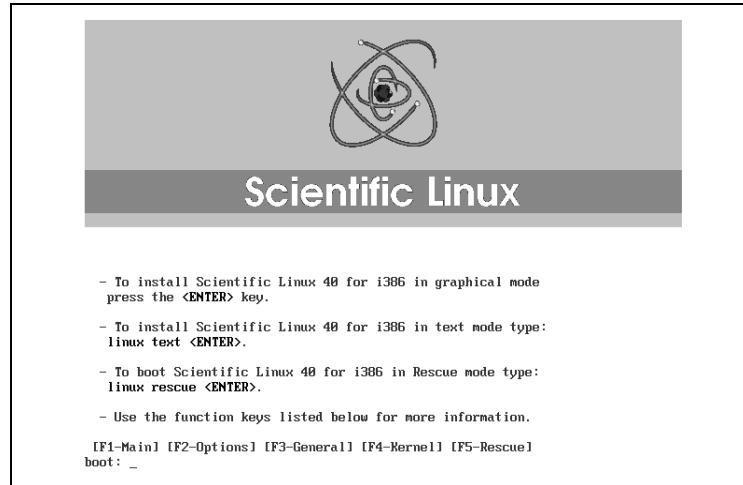 Scientific Linux
- To install Scientific Linux 40 for i386 in graphical mode
press the <ENTER> key.
- To install Scientific Linux 40 for i386 in text mode type:
linux text <ENTER>.
- To boot Scientific Linux 40 for i386 in Rescue mode type:
linux rescue <ENTER>.
- Use the function keys listed below for more information.
[F1-Main] [F2-Options] [F3-General] [F4-Kernel] [F5-Rescue]
boot: _